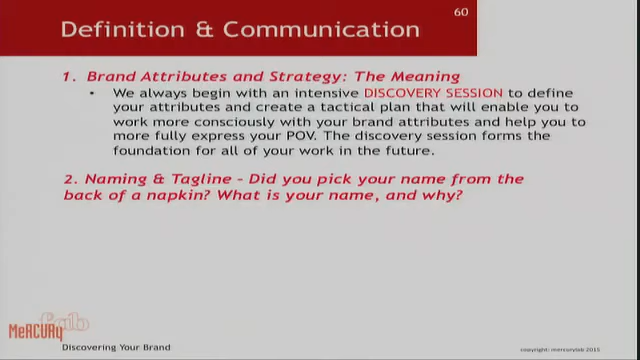 60
Definition & Communication
1. Brand Attributes and Strategy: The Meaning
• We always begin with an intensive DISCOVERY SESSION to define
your attributes and create a tactical plan that will enable you to
work more consciously with your brand attributes and help you to
more fully express your POV. The discovery session forms the
foundation for all of your work in the future.
2. Naming & Tagline - Did you pick your name from the
back of a napkin? What is your name, and why?
MeRCURy lab
Discovering Your Brand
copyright: mercurylab 2015